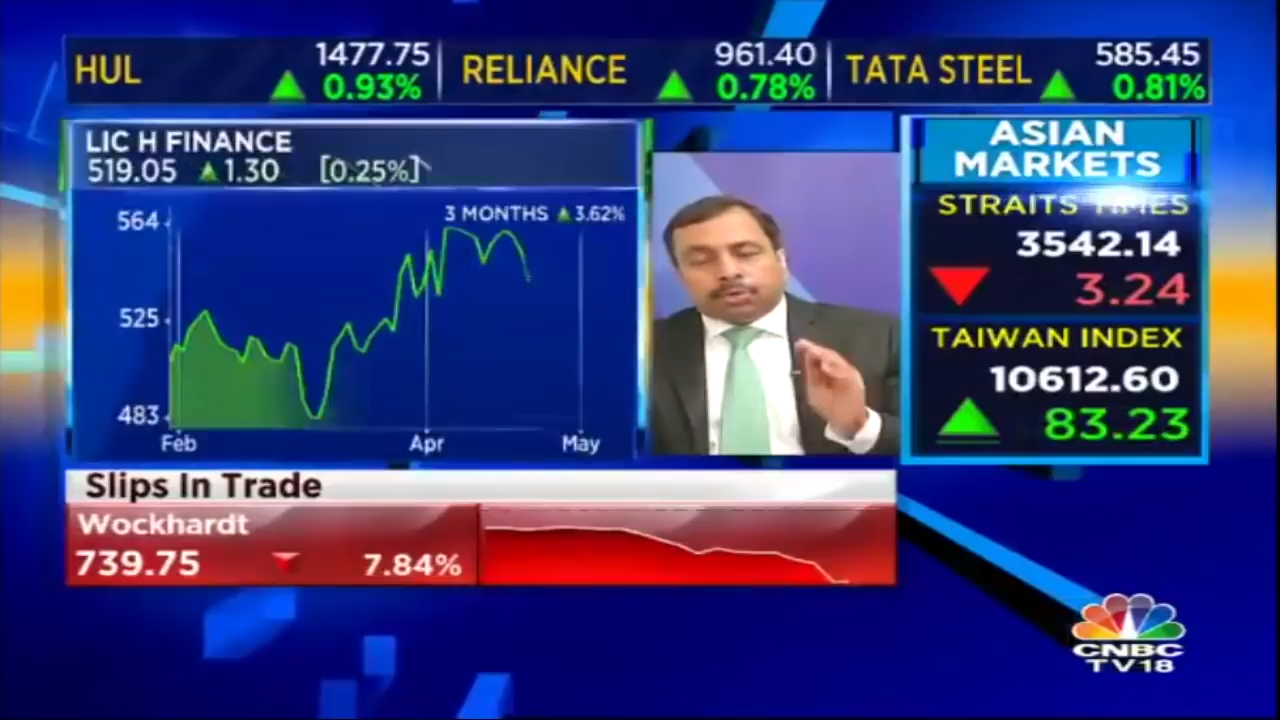 HUL 1477.75 0.93% RELIANCE 961.40 0.78% TATA STEEL 585.45 0.81%
LIC H FINANCE
519.05 1.30 [0.25%]
3 MONTHS 3.62%
564
525
483
Feb Apr May
ASIAN
MARKETS
STRAITS TIMES
3542.14
3.24
TAIWAN INDEX
10612.60
83.23
Slips In Trade
Wockhardt
739.75 7.84%
CNBC
TV18